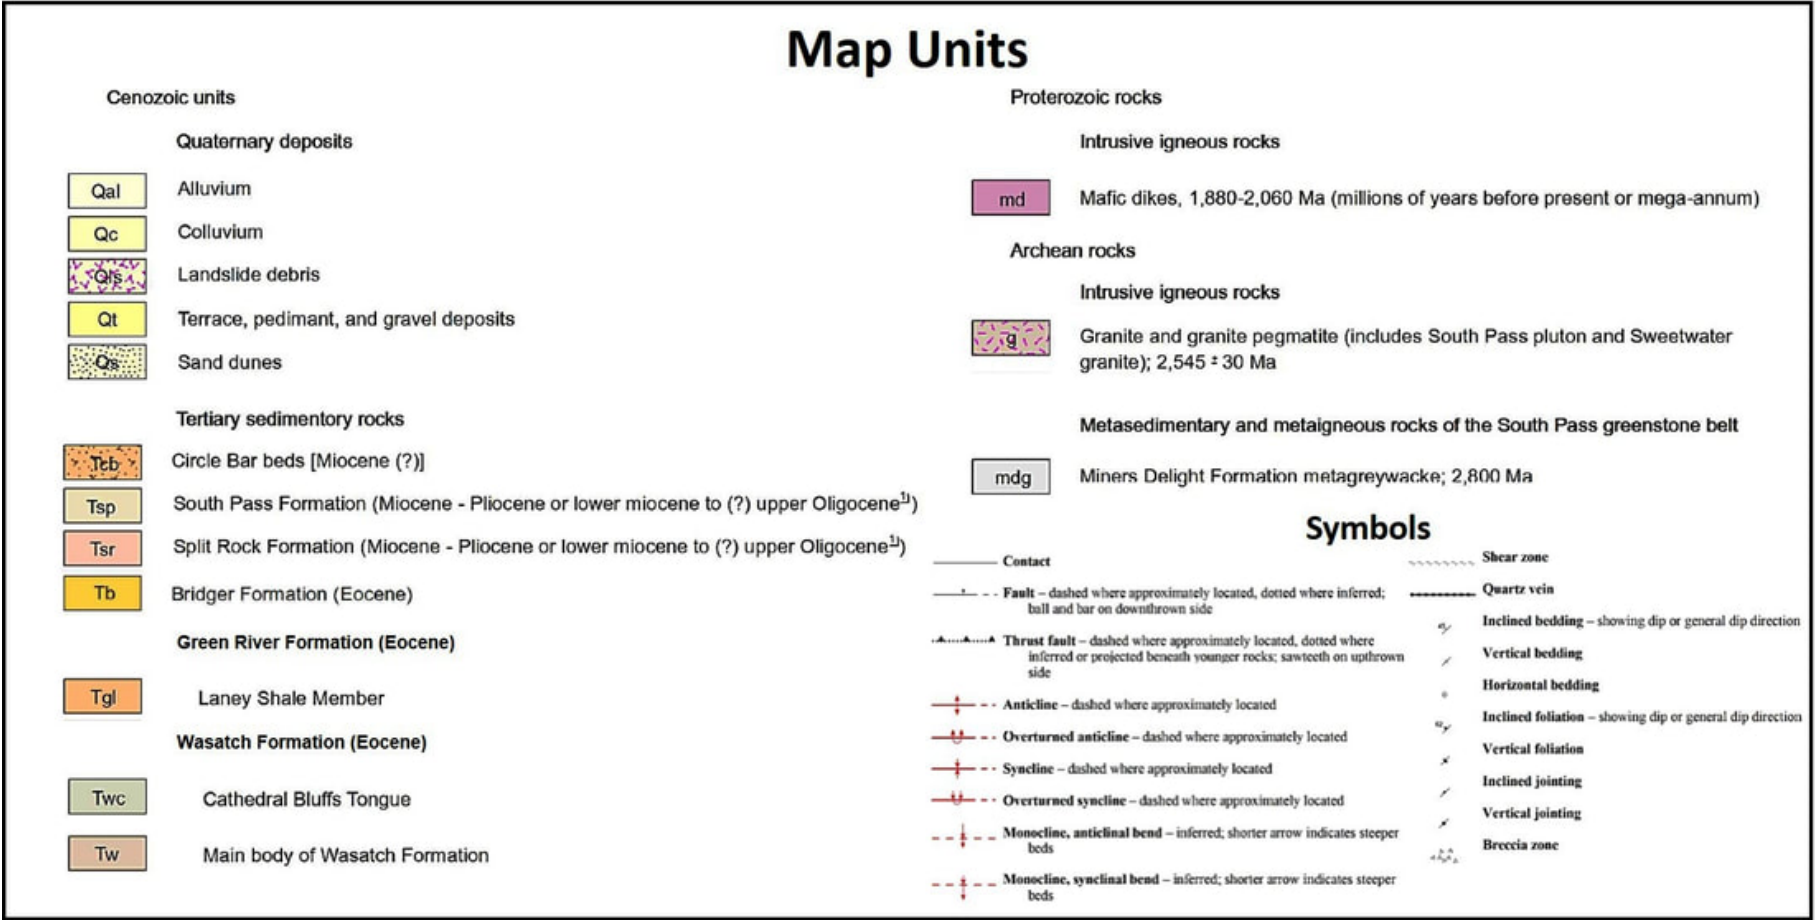 Map Units
Cenozoic units
Quaternary deposits
Qal Alluvium
Qc Colluvium
Qls Landslide debris
Qt Terrace, pedimant, and gravel deposits
Qs Sand dunes
Tertiary sedimentory rocks
Tcb Circle Bar beds [Miocene (?)]
Tsp South Pass Formation (Miocene - Pliocene or lower miocene to (?) upper Oligocene1J)
Tsr Split Rock Formation (Miocene - Pliocene or lower miocene to (?) upper Oligocene1J)
Tb Bridger Formation (Eocene)
Green River Formation (Eocene)
Tgl Laney Shale Member
Wasatch Formation (Eocene)
Twc Cathedral Bluffs Tongue
Tw Main body of Wasatch Formation
Proterozoic rocks
Intrusive igneous rocks
md Mafic dikes, 1,880-2,060 Ma (millions of years before present or mega-annum)
Archean rocks
Intrusive igneous rocks
g Granite and granite pegmatite (includes South Pass pluton and Sweetwater
granite); 2,545 ± 30 Ma
Metasedimentary and metaigneous rocks of the South Pass greenstone belt
mdg Miners Delight Formation metagreywacke; 2,800 Ma
Symbols
Contact
Fault – dashed where approximately located, dotted where inferred;
ball and bar on downthrown side
Thrust fault – dashed where approximately located, dotted where
inferred or projected beneath younger rocks; sawteeth on upthrown
side
Anticline – dashed where approximately located
Overturned anticline – dashed where approximately located
Syncline – dashed where approximately located
Overturned syncline – dashed where approximately located
Monocline, anticlinal bend – inferred; shorter arrow indicates steeper
beds
Monocline, synclinal bend – inferred; shorter arrow indicates steeper
beds
Shear zone
Quartz vein
Inclined bedding – showing dip or general dip direction
Vertical bedding
Horizontal bedding
Inclined foliation – showing dip or general dip direction
Vertical foliation
Inclined jointing
Vertical jointing
Breccia zone